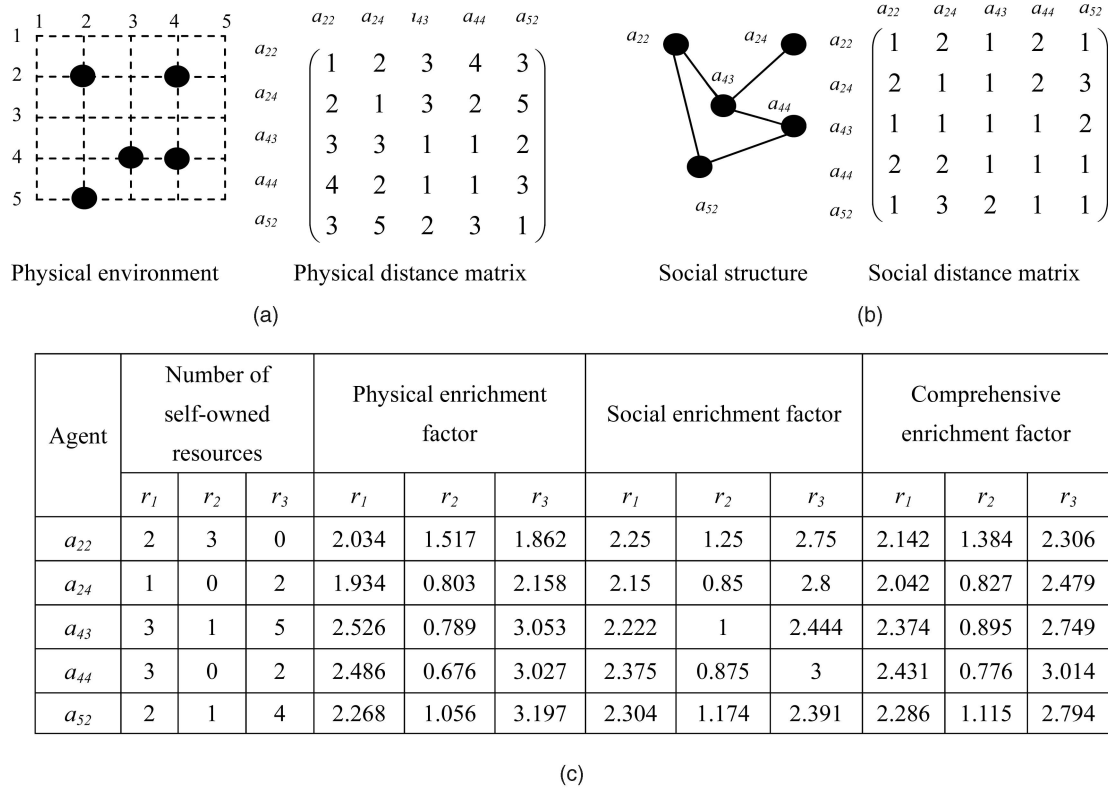 1 2 3 4 5
1
2
3
4
5
a22 a24 ı43 a44 a52
a22 1 2 3 4 3
a24 2 1 3 2 5
a43 3 3 1 1 2
a44 4 2 1 1 3
a52 3 5 2 3 1
Physical environment
Physical distance matrix
(a)
a22
a24
a43
a44
a52
a22 a24 a43 a44 a52
a22 1 2 1 2 1
a24 2 1 1 2 3
a43 1 1 1 1 2
a44 2 2 1 1 1
a52 1 3 2 1 1
Social structure
Social distance matrix
(b)
Agent
Number of
self-owned
resources
Physical enrichment
factor
Social enrichment factor
Comprehensive
enrichment factor
r1 r2 r3 r1 r2 r3 r1 r2 r3 r1 r2 r3
a22 2 3 0 2.034 1.517 1.862 2.25 1.25 2.75 2.142 1.384 2.306
a24 1 0 2 1.934 0.803 2.158 2.15 0.85 2.8 2.042 0.827 2.479
a43 3 1 5 2.526 0.789 3.053 2.222 1 2.444 2.374 0.895 2.749
a44 3 0 2 2.486 0.676 3.027 2.375 0.875 3 2.431 0.776 3.014
a52 2 1 4 2.268 1.056 3.197 2.304 1.174 2.391 2.286 1.115 2.794
(c)